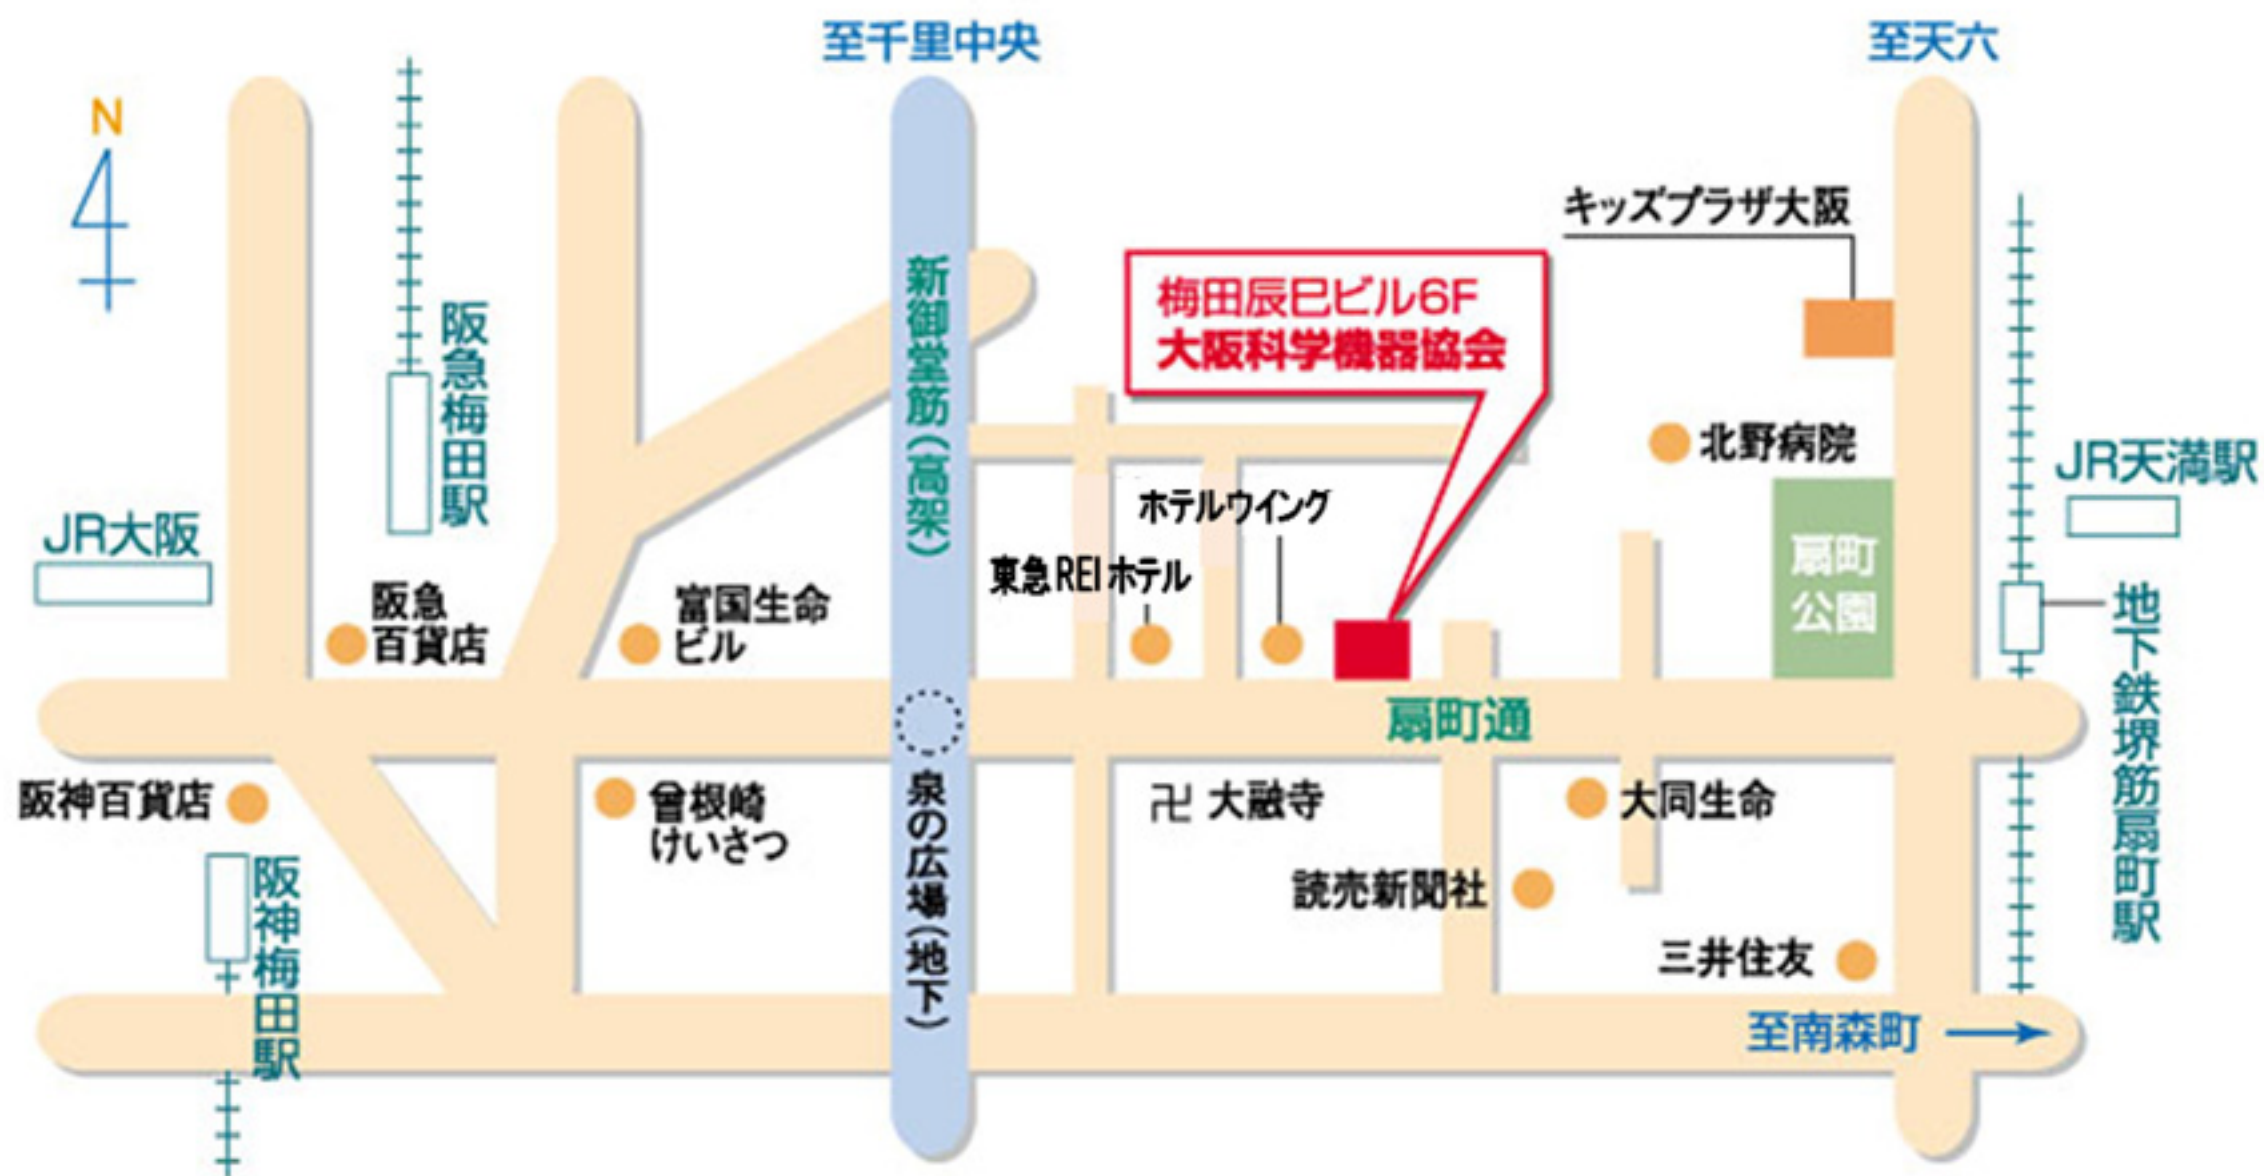 至千里中央
至天六
N
キッズプラザ大阪
新御堂筋(高架)
梅田辰巳ビル6F
大阪科学機器協会
阪急梅田駅
北野病院
JR天満駅
ホテルウイング
JR大阪
東急REIホテル
扇町
公園
阪急
百貨店
富国生命
ビル
地下鉄堺筋扇町駅
扇町通
阪神百貨店
曾根崎
けいさつ
泉の広場(地下)
卍 大融寺
大同生命
阪神梅田駅
読売新聞社
三井住友
至南森町